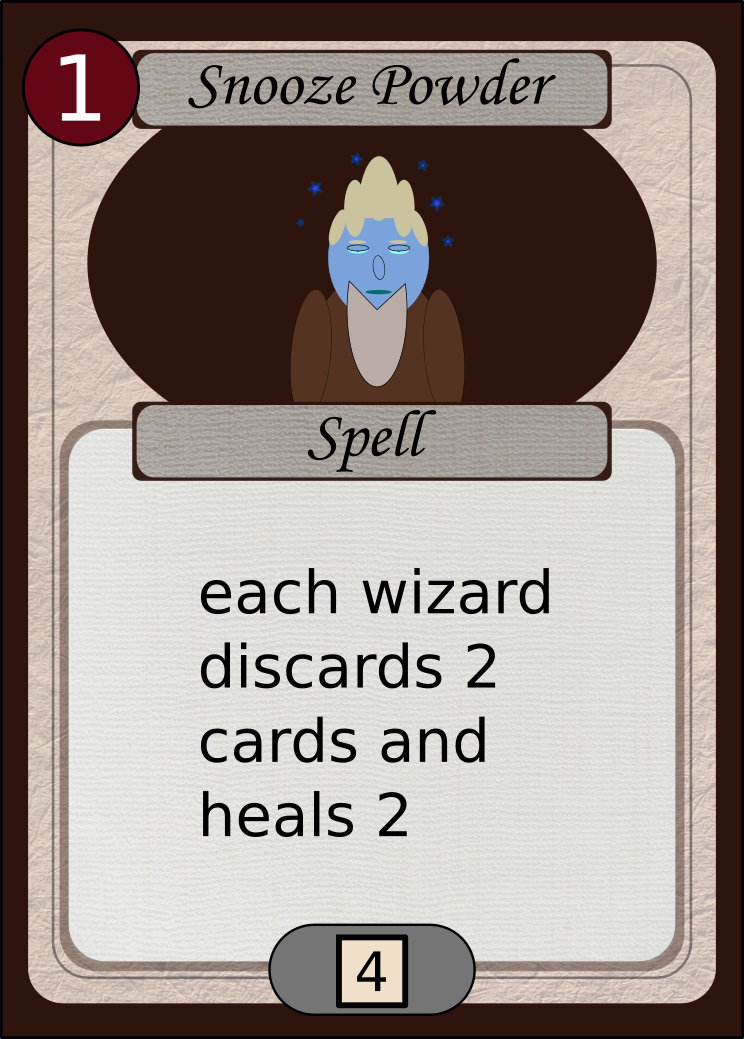 1
Snooze Powder
Spell
each wizard
discards 2
cards and
heals 2
4